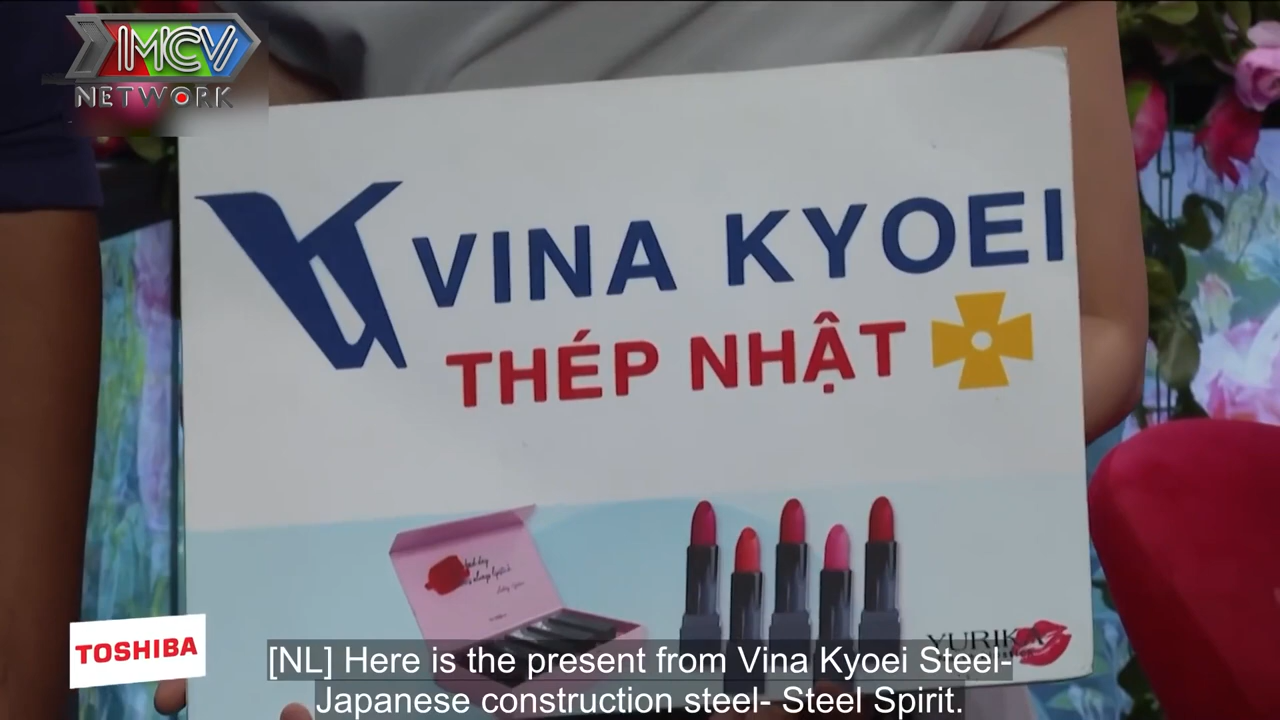 MCV
NETWORK
VINA KYOEI
THÉP NHẬT
YURIKA
TOSHIBA
[NL] Here is the present from Vina Kyoei Steel-
Japanese construction steel- Steel Spirit.